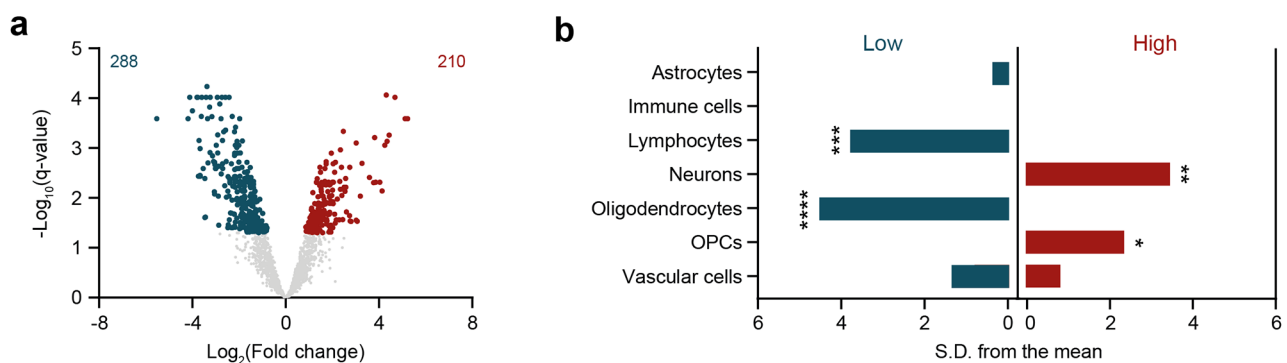 a
288
210
5
4
3
2
1
0
-Log10(q-value)
-8 -4 0 4 8
Log2(Fold change)
b
Low High
Astrocytes
Immune cells
Lymphocytes ***
Neurons **
Oligodendrocytes ****
OPCs *
Vascular cells
6 4 2 0 0 2 4 6
S.D. from the mean